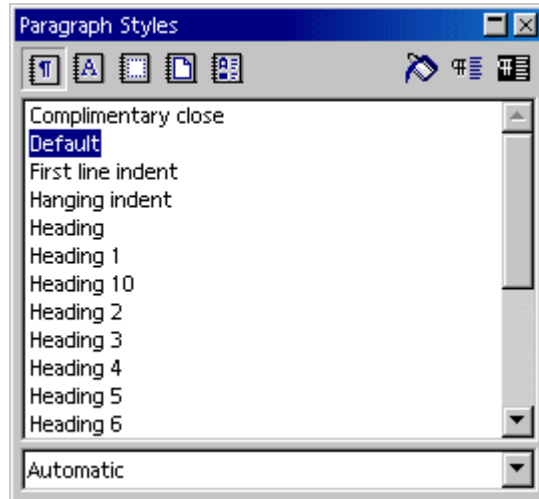 Paragraph Styles
Complimentary close
Default
First line indent
Hanging indent
Heading
Heading 1
Heading 10
Heading 2
Heading 3
Heading 4
Heading 5
Heading 6
Automatic